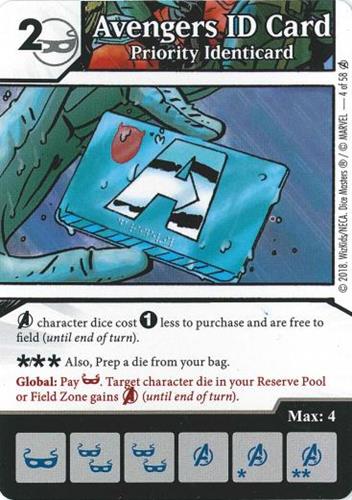 2
Avengers ID Card
Priority Identicard
4 of 58
© 2018. WizKids/NECA. Dice Masters ® / © MARVEL
A
character dice cost 1 less to purchase and are free to
field (until end of turn).
*/** Also, Prep a die from your bag.
Global: Pay . Target character die in your Reserve Pool
or Field Zone gains (until end of turn).
Max: 4
*
**